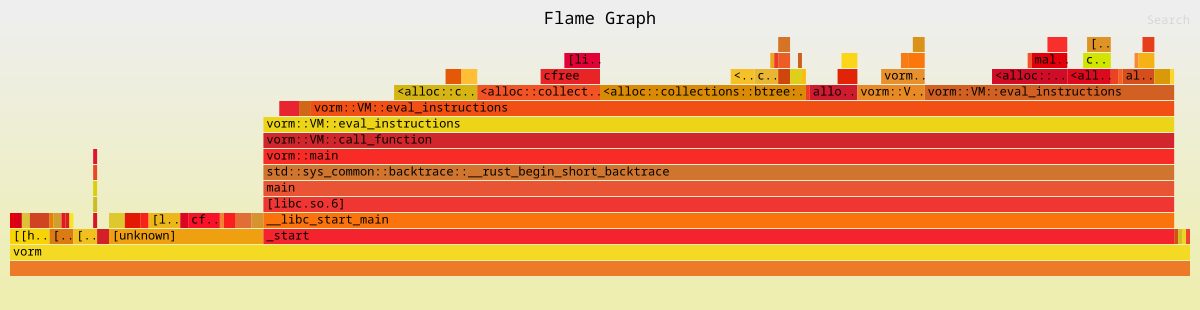 Flame Graph
Search
[..
[li.. mal.. c..
cfree <.. c.. vorm.. <alloc::.. <all.. al..
<alloc::c.. <alloc::collect.. <alloc::collections::btree:.. allo.. vorm::V.. vorm::VM::eval_instructions
vorm::VM::eval_instructions
vorm::VM::eval_instructions
vorm::VM::call_function
vorm::main
std::sys_common::backtrace::__rust_begin_short_backtrace
main
[libc.so.6]
[l.. cf.. __libc_start_main
[[h.. [.. [.. [unknown] _start
vorm